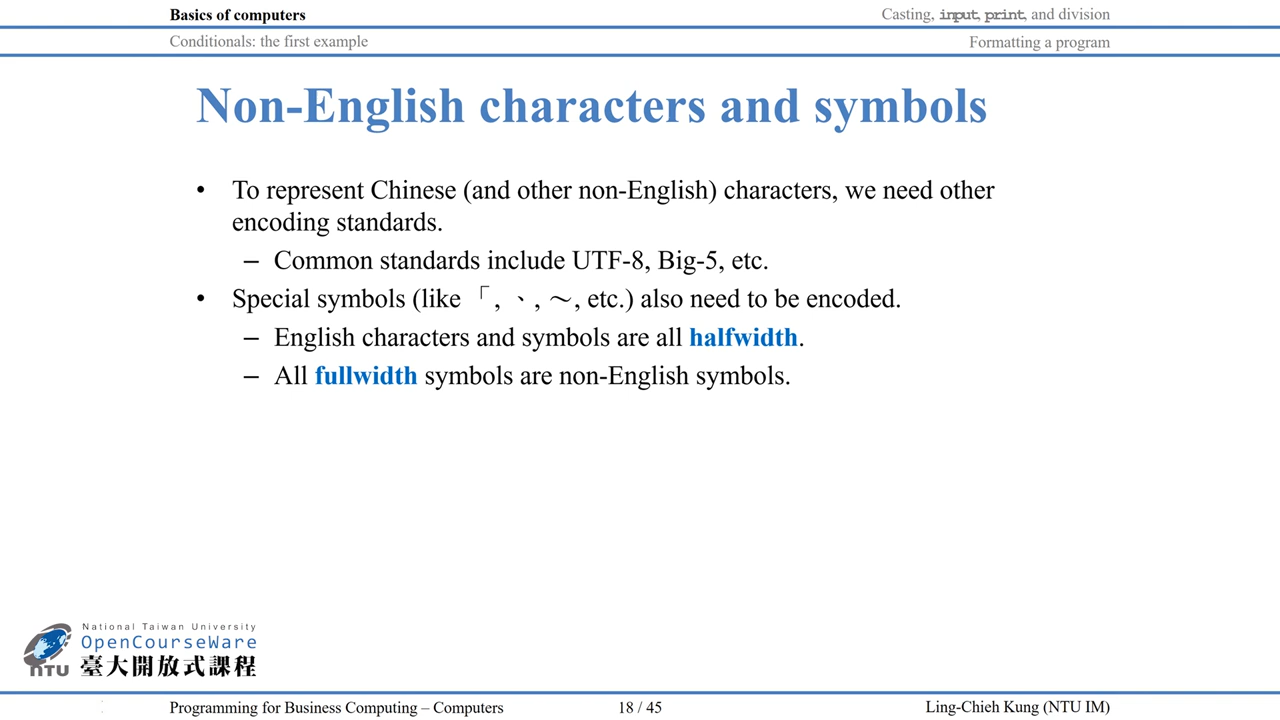 Basics of computers
Casting, input, print, and division
Conditionals: the first example
Formatting a program
Non-English characters and symbols
• To represent Chinese (and other non-English) characters, we need other
encoding standards.
– Common standards include UTF-8, Big-5, etc.
• Special symbols (like 「, 、, ～, etc.) also need to be encoded.
– English characters and symbols are all halfwidth.
– All fullwidth symbols are non-English symbols.
National Taiwan University
OpenCourseWare
NTU 臺大開放式課程
Programming for Business Computing – Computers
18 / 45
Ling-Chieh Kung (NTU IM)